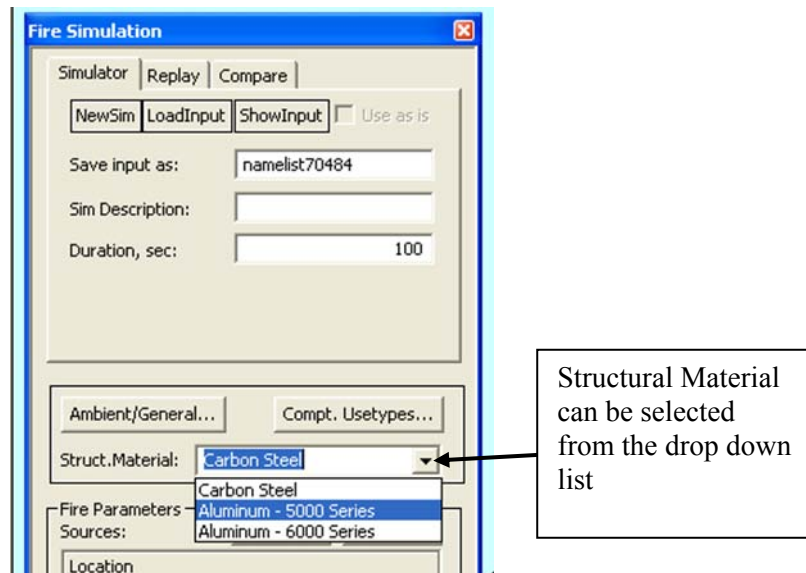 Fire Simulation
Simulator Replay Compare
NewSim LoadInput ShowInput Use as is
Save input as: namelist70484
Sim Description:
Duration, sec: 100
Ambient/General... Compt. Usetypes...
Struct.Material: Carbon Steel
Carbon Steel
Aluminum - 5000 Series
Aluminum - 6000 Series
Fire Parameters
Sources:
Location
Structural Material
can be selected
from the drop down
list